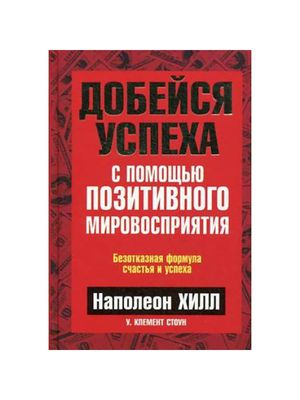 ДОБЕЙСЯ
УСПЕХА
С ПОМОЩЬЮ
ПОЗИТИВНОГО
МИРОВОСПРИЯТИЯ
Безотказная формула
счастья и успеха
Наполеон ХИЛЛ
У. КЛЕМЕНТ СТОУН